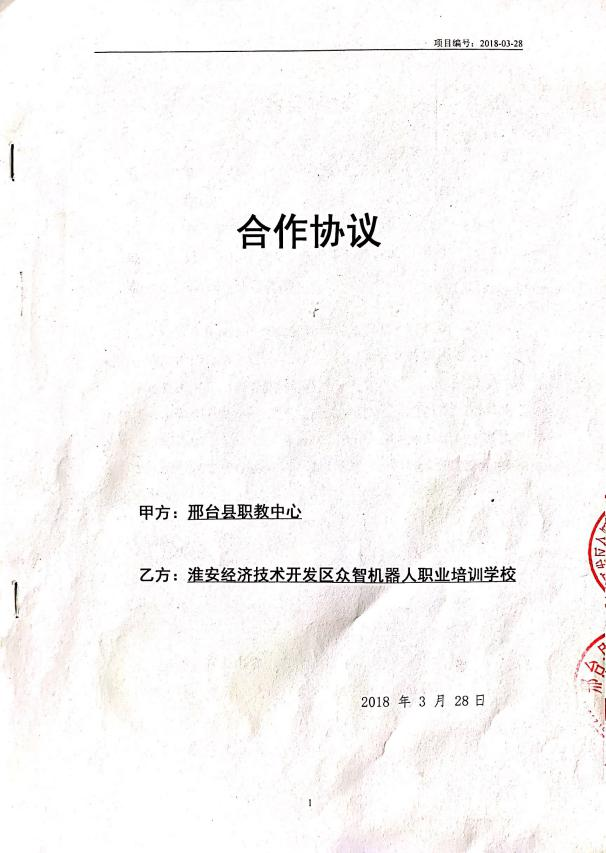 项目编号：2018-03-28
合作协议
甲方：邢台县职教中心
乙方：淮安经济技术开发区众智机器人职业培训学校
2018 年 3 月 28 日
1